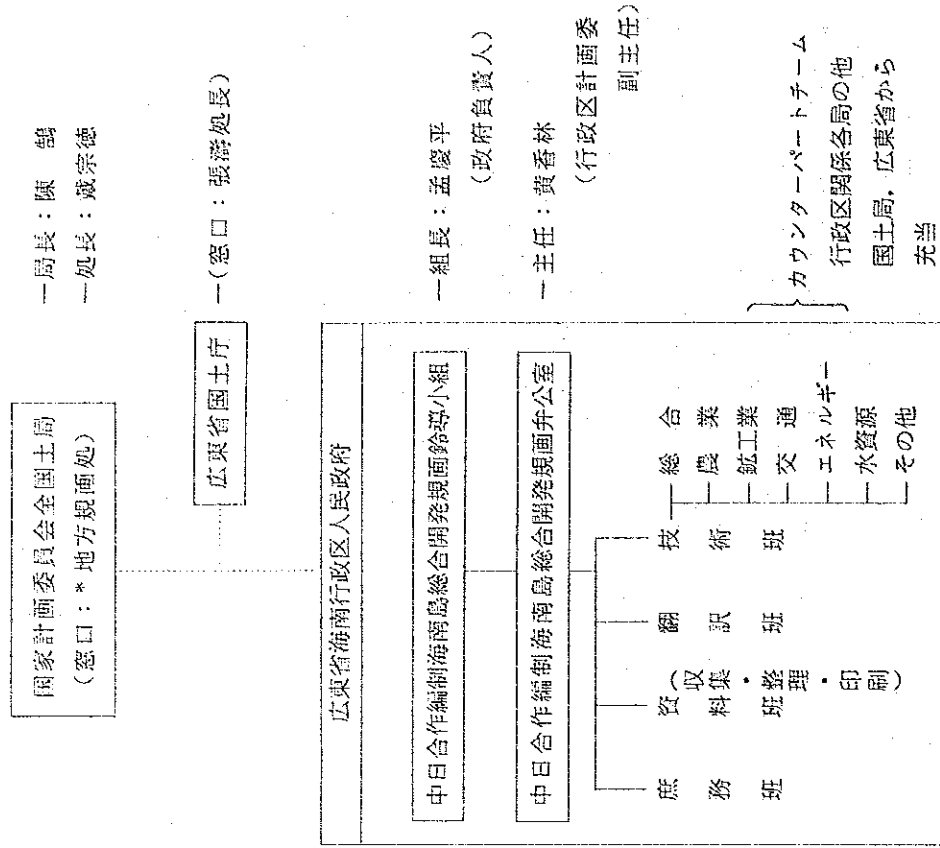 国家計画委員会全国土局
(窓口:*地方規画処)
―局長:陳　鵠
―処長:戴宗徳
広東省国土庁
―(窓口:張濤処長)
広東省海南行政区人民政府
中日合作編制海南島総合開発規画鈴導小組
―組長:孟慶平
(政府負責人)
中日合作編制海南島総合開発規画弁公室
―主任:黄香林
(行政区計画委
副主任)
庶務班
資料班
(収集・整理・印刷)
翻訳班
技術班
総合
農業
鉱工業
交通
エネルギー
水資源
その他
カウンターパートチーム
行政区関係各局の他
国土局,広東省から
充当